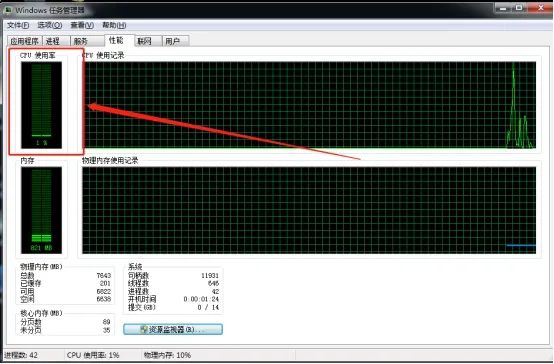 Windows 任务管理器
文件(F) 选项(O) 查看(V) 帮助(H)
应用程序 进程 服务 性能 联网 用户
CPU 使用率 CPU 使用记录
1 %
内存 物理内存使用记录
821 MB
物理内存(MB) 系统
总数 7643 句柄数 11931
已缓存 201 线程数 646
可用 6822 进程数 42
空闲 6638 开机时间 0:00:01:24
提交(GB) 0 / 14
核心内存(MB)
分页数 89
未分页 35 资源监视器(R)...
进程数: 42 CPU 使用率: 1% 物理内存: 10%